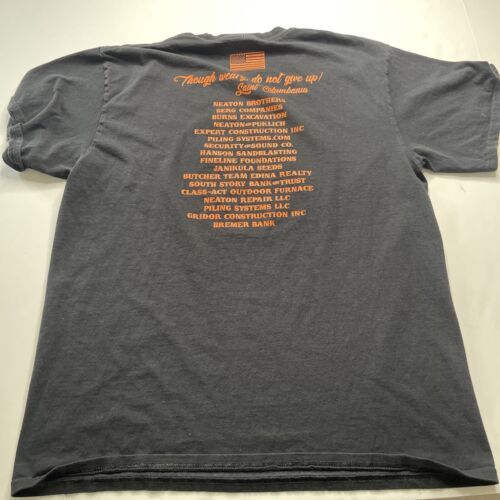 Though weary, do not give up!
Saint Columbanus
NEATON BROTHERS
BERG COMPANIES
BURNS EXCAVATION
NEATON & PUKLICH
EXPERT CONSTRUCTION INC
PILING SYSTEMS.COM
SECURITY & SOUND CO.
HANSON SANDBLASTING
FINELINE FOUNDATIONS
JANIKULA SEEDS
BUTCHER TEAM EDINA REALTY
SOUTH STORY BANK & TRUST
CLASS-ACT OUTDOOR FURNACE
NEATON REPAIR LLC
PILING SYSTEMS LLC
GRIDOR CONSTRUCTION INC
BREMER BANK